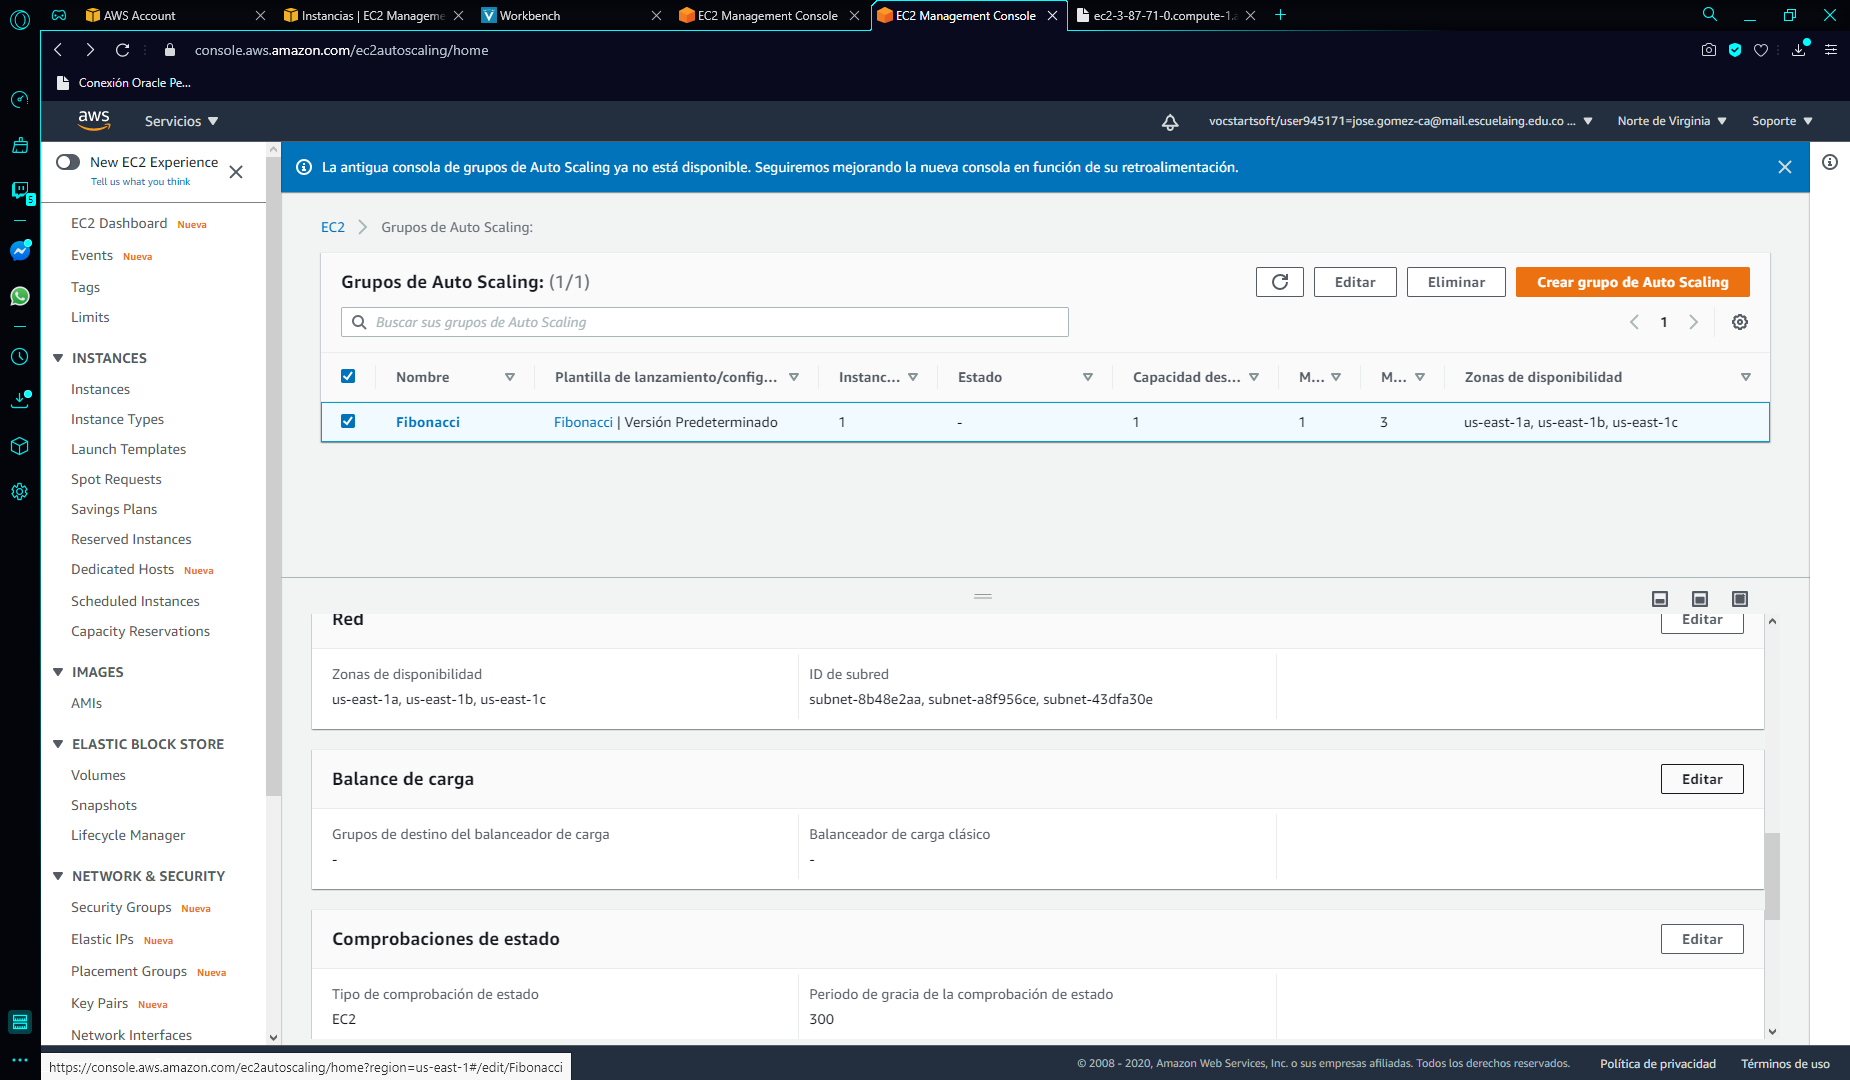 AWS Account
Instancias | EC2 Manageme
Workbench
EC2 Management Console
EC2 Management Console
ec2-3-87-71-0.compute-1.a
console.aws.amazon.com/ec2autoscaling/home
Conexión Oracle Pe...
aws
Servicios
vocstartsoft/user945171=jose.gomez-ca@mail.escuelaing.edu.co ...
Norte de Virginia
Soporte
New EC2 Experience
Tell us what you think
La antigua consola de grupos de Auto Scaling ya no está disponible. Seguiremos mejorando la nueva consola en función de su retroalimentación.
EC2 Dashboard Nueva
Events Nueva
Tags
Limits
INSTANCES
Instances
Instance Types
Launch Templates
Spot Requests
Savings Plans
Reserved Instances
Dedicated Hosts Nueva
Scheduled Instances
Capacity Reservations
IMAGES
AMIs
ELASTIC BLOCK STORE
Volumes
Snapshots
Lifecycle Manager
NETWORK & SECURITY
Security Groups Nueva
Elastic IPs Nueva
Placement Groups Nueva
Key Pairs Nueva
Network Interfaces
5
EC2 > Grupos de Auto Scaling:
Grupos de Auto Scaling: (1/1)
Editar
Eliminar
Crear grupo de Auto Scaling
Buscar sus grupos de Auto Scaling
1
Nombre Plantilla de lanzamiento/config... Instanc... Estado Capacidad des... M... M... Zonas de disponibilidad
Fibonacci Fibonacci | Versión Predeterminado 1 - 1 1 3 us-east-1a, us-east-1b, us-east-1c
Red
Editar
Zonas de disponibilidad
us-east-1a, us-east-1b, us-east-1c
ID de subred
subnet-8b48e2aa, subnet-a8f956ce, subnet-43dfa30e
Balance de carga
Editar
Grupos de destino del balanceador de carga
-
Balanceador de carga clásico
-
Comprobaciones de estado
Editar
Tipo de comprobación de estado
EC2
Periodo de gracia de la comprobación de estado
300
https://console.aws.amazon.com/ec2autoscaling/home?region=us-east-1#/edit/Fibonacci
© 2008 - 2020, Amazon Web Services, Inc. o sus empresas afiliadas. Todos los derechos reservados.
Política de privacidad
Términos de uso